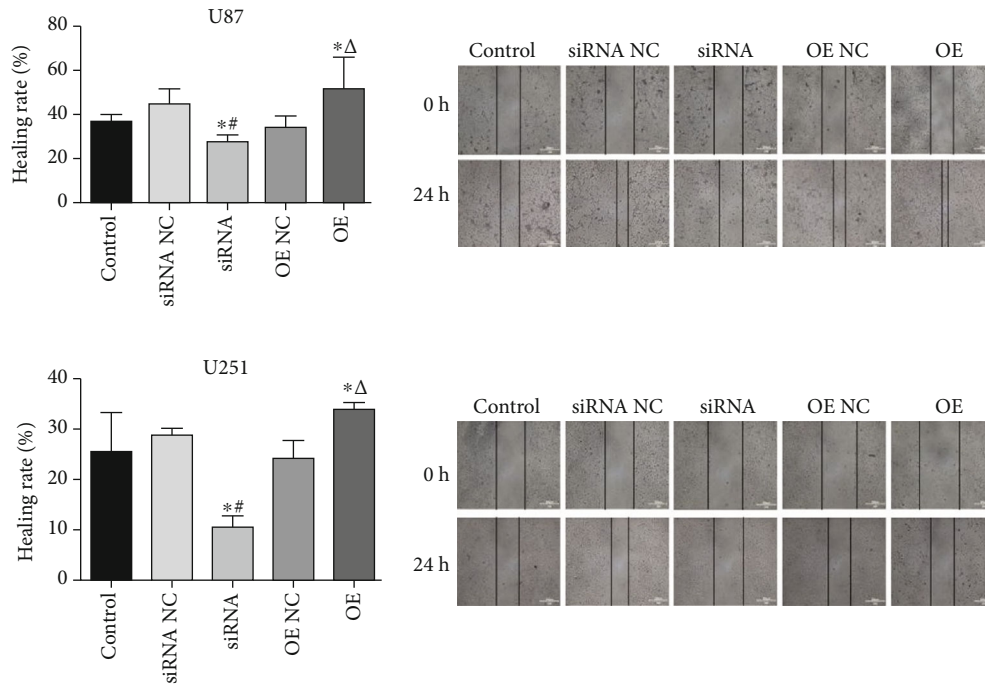 U87
Healing rate (%)
80
60
40
20
0
*#
*Δ
Control
siRNA NC
siRNA
OE NC
OE
Control siRNA NC siRNA OE NC OE
0 h
24 h
U251
Healing rate (%)
40
30
20
10
0
*#
*Δ
Control
siRNA NC
siRNA
OE NC
OE
Control siRNA NC siRNA OE NC OE
0 h
24 h